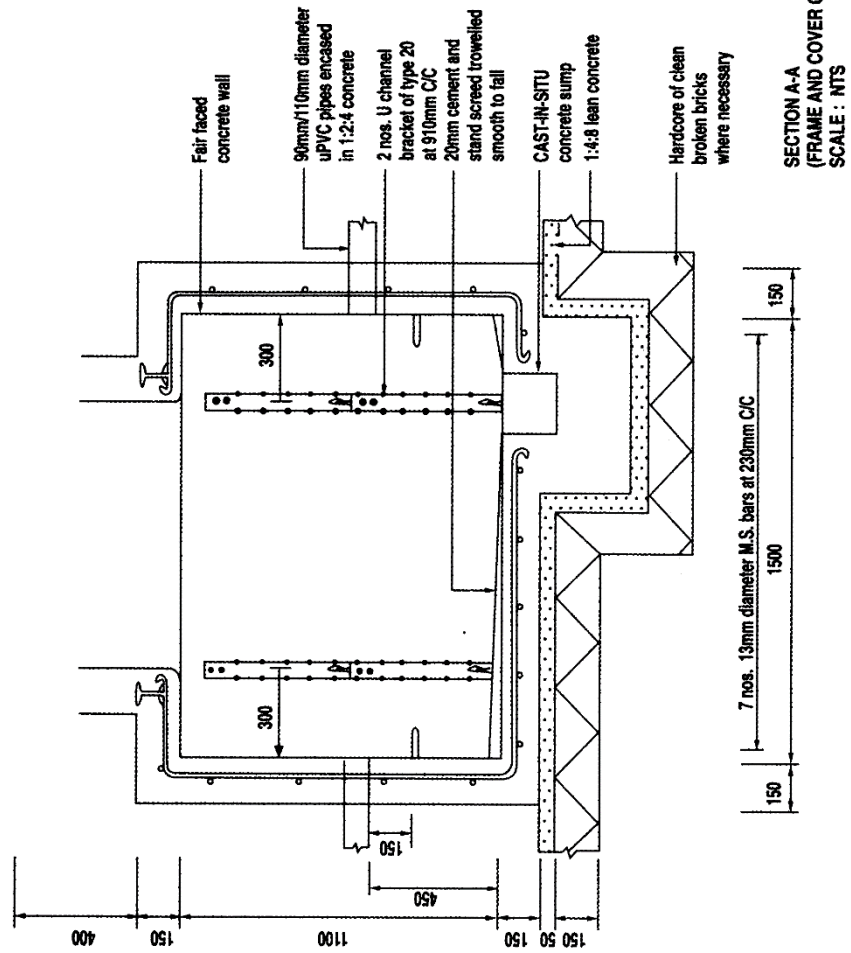 Fair faced
concrete wall
90mm/110mm diameter
uPVC pipes encased
in 1:2:4 concrete
2 nos. U channel
bracket of type 20
at 910mm C/C
20mm cement and
stand screed trowelled
smooth to fall
CAST-IN-SITU
concrete sump
1:4:8 lean concrete
Hardcore of clean
broken bricks
where necessary
300
300
400
150
1100
150
450
150
50
150
7 nos. 13mm diameter M.S. bars at 230mm C/C
150
1500
150
SECTION A-A
(FRAME AND COVER
SCALE : NTS